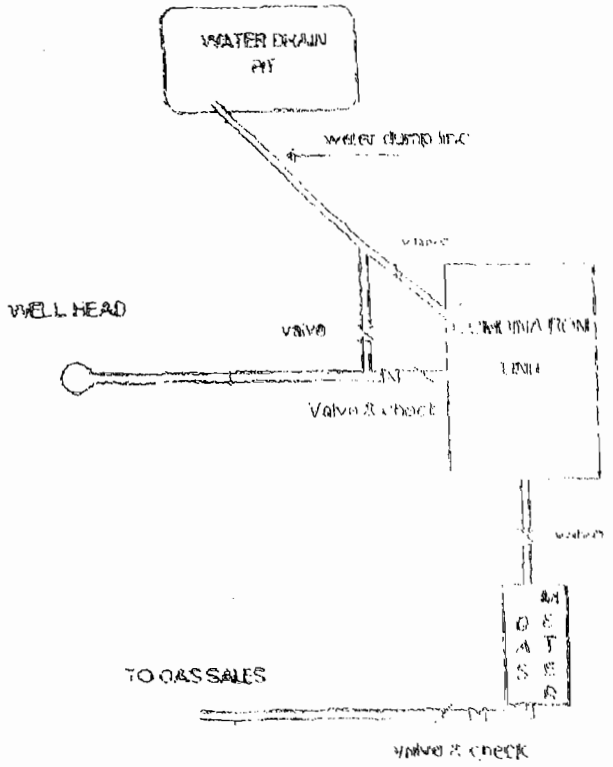 WATER DRAIN
PIT
water dump line
valve
WELL HEAD
valve
COMBINATION
UNIT
Valve & check
valve
GAS
METER
TO GAS SALES
valve & check